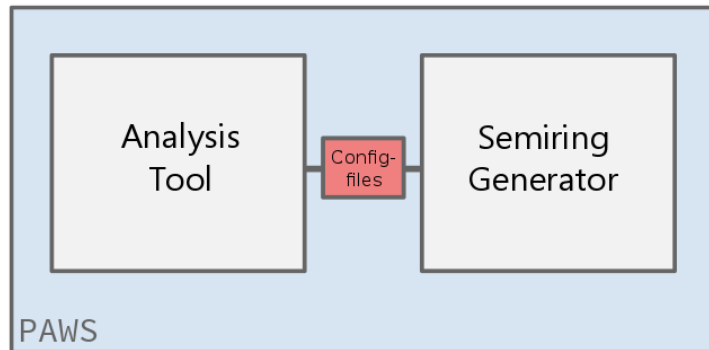 Analysis
Tool
Config-
files
Semiring
Generator
PAWS